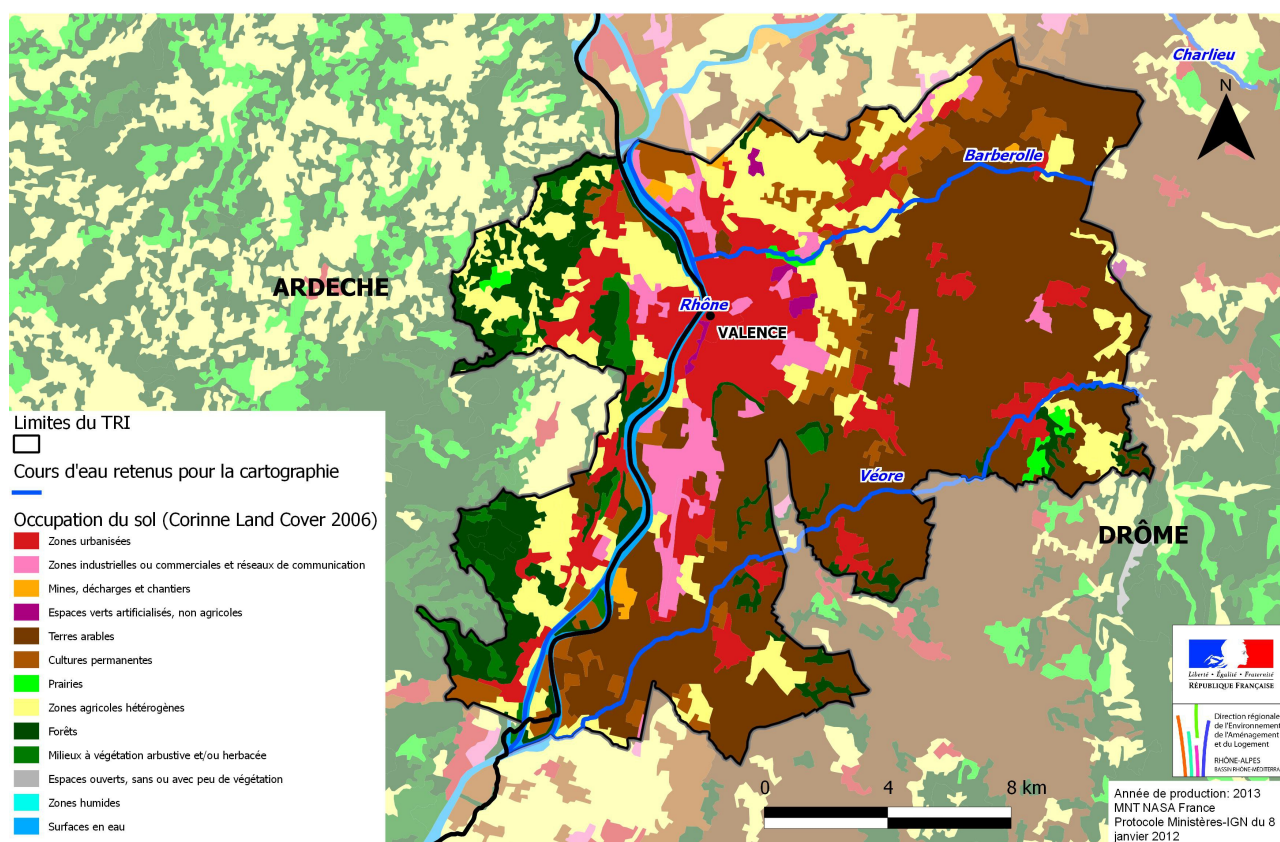 Charlieu
N
Barberolle
ARDECHE
Rhône
VALENCE
Véore
DRÔME
Limites du TRI
Cours d'eau retenus pour la cartographie
Occupation du sol (Corinne Land Cover 2006)
Zones urbanisées
Zones industrielles ou commerciales et réseaux de communication
Mines, décharges et chantiers
Espaces verts artificialisés, non agricoles
Terres arables
Cultures permanentes
Prairies
Zones agricoles hétérogènes
Forêts
Milieux à végétation arbustive et/ou herbacée
Espaces ouverts, sans ou avec peu de végétation
Zones humides
Surfaces en eau
0 4 8 km
Liberté • Égalité • Fraternité
RÉPUBLIQUE FRANÇAISE
Direction régionale
de l'Environnement
de l'Aménagement
et du Logement
RHÔNE-ALPES
BASSIN RHÔNE-MÉDITERRA
Année de production: 2013
MNT NASA France
Protocole Ministères-IGN du 8
janvier 2012